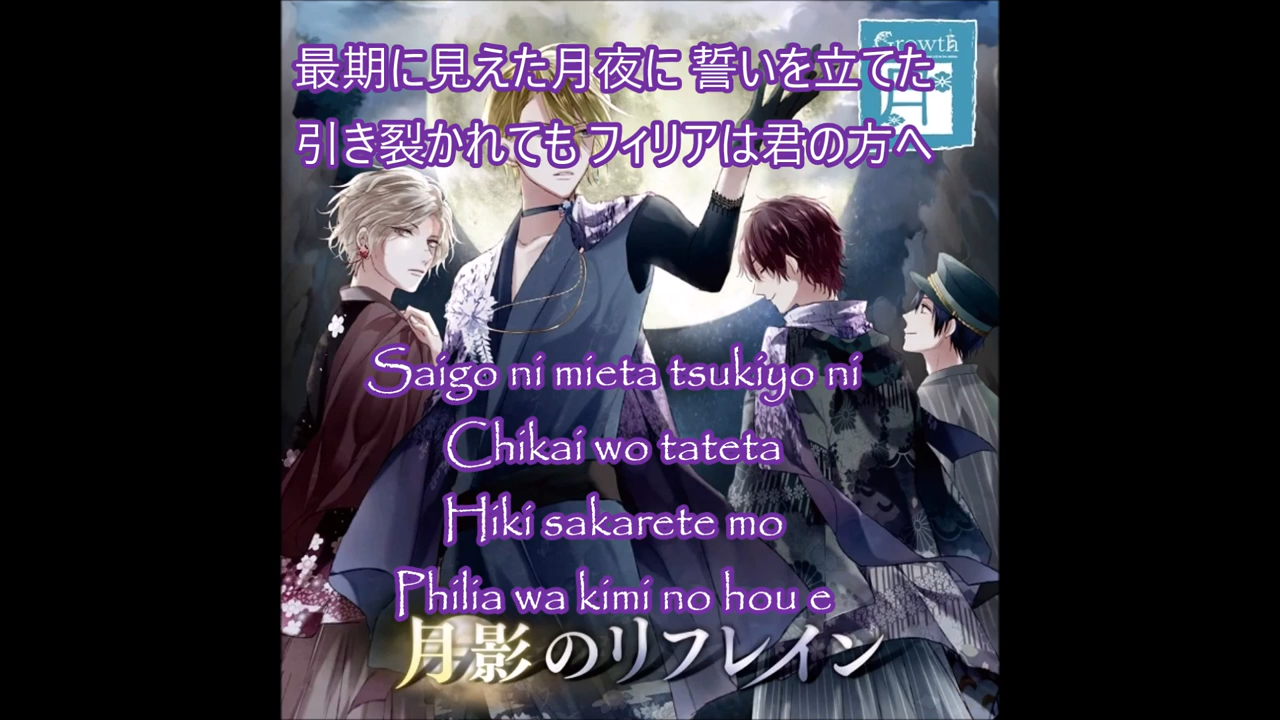 Growth
最期に見えた月夜に 誓いを立てた
引き裂かれても フィリアは君の方へ
Saigo ni mieta tsukiyo ni
Chikai wo tateta
Hiki sakarete mo
Philia wa kimi no hou e
月影のリフレイン